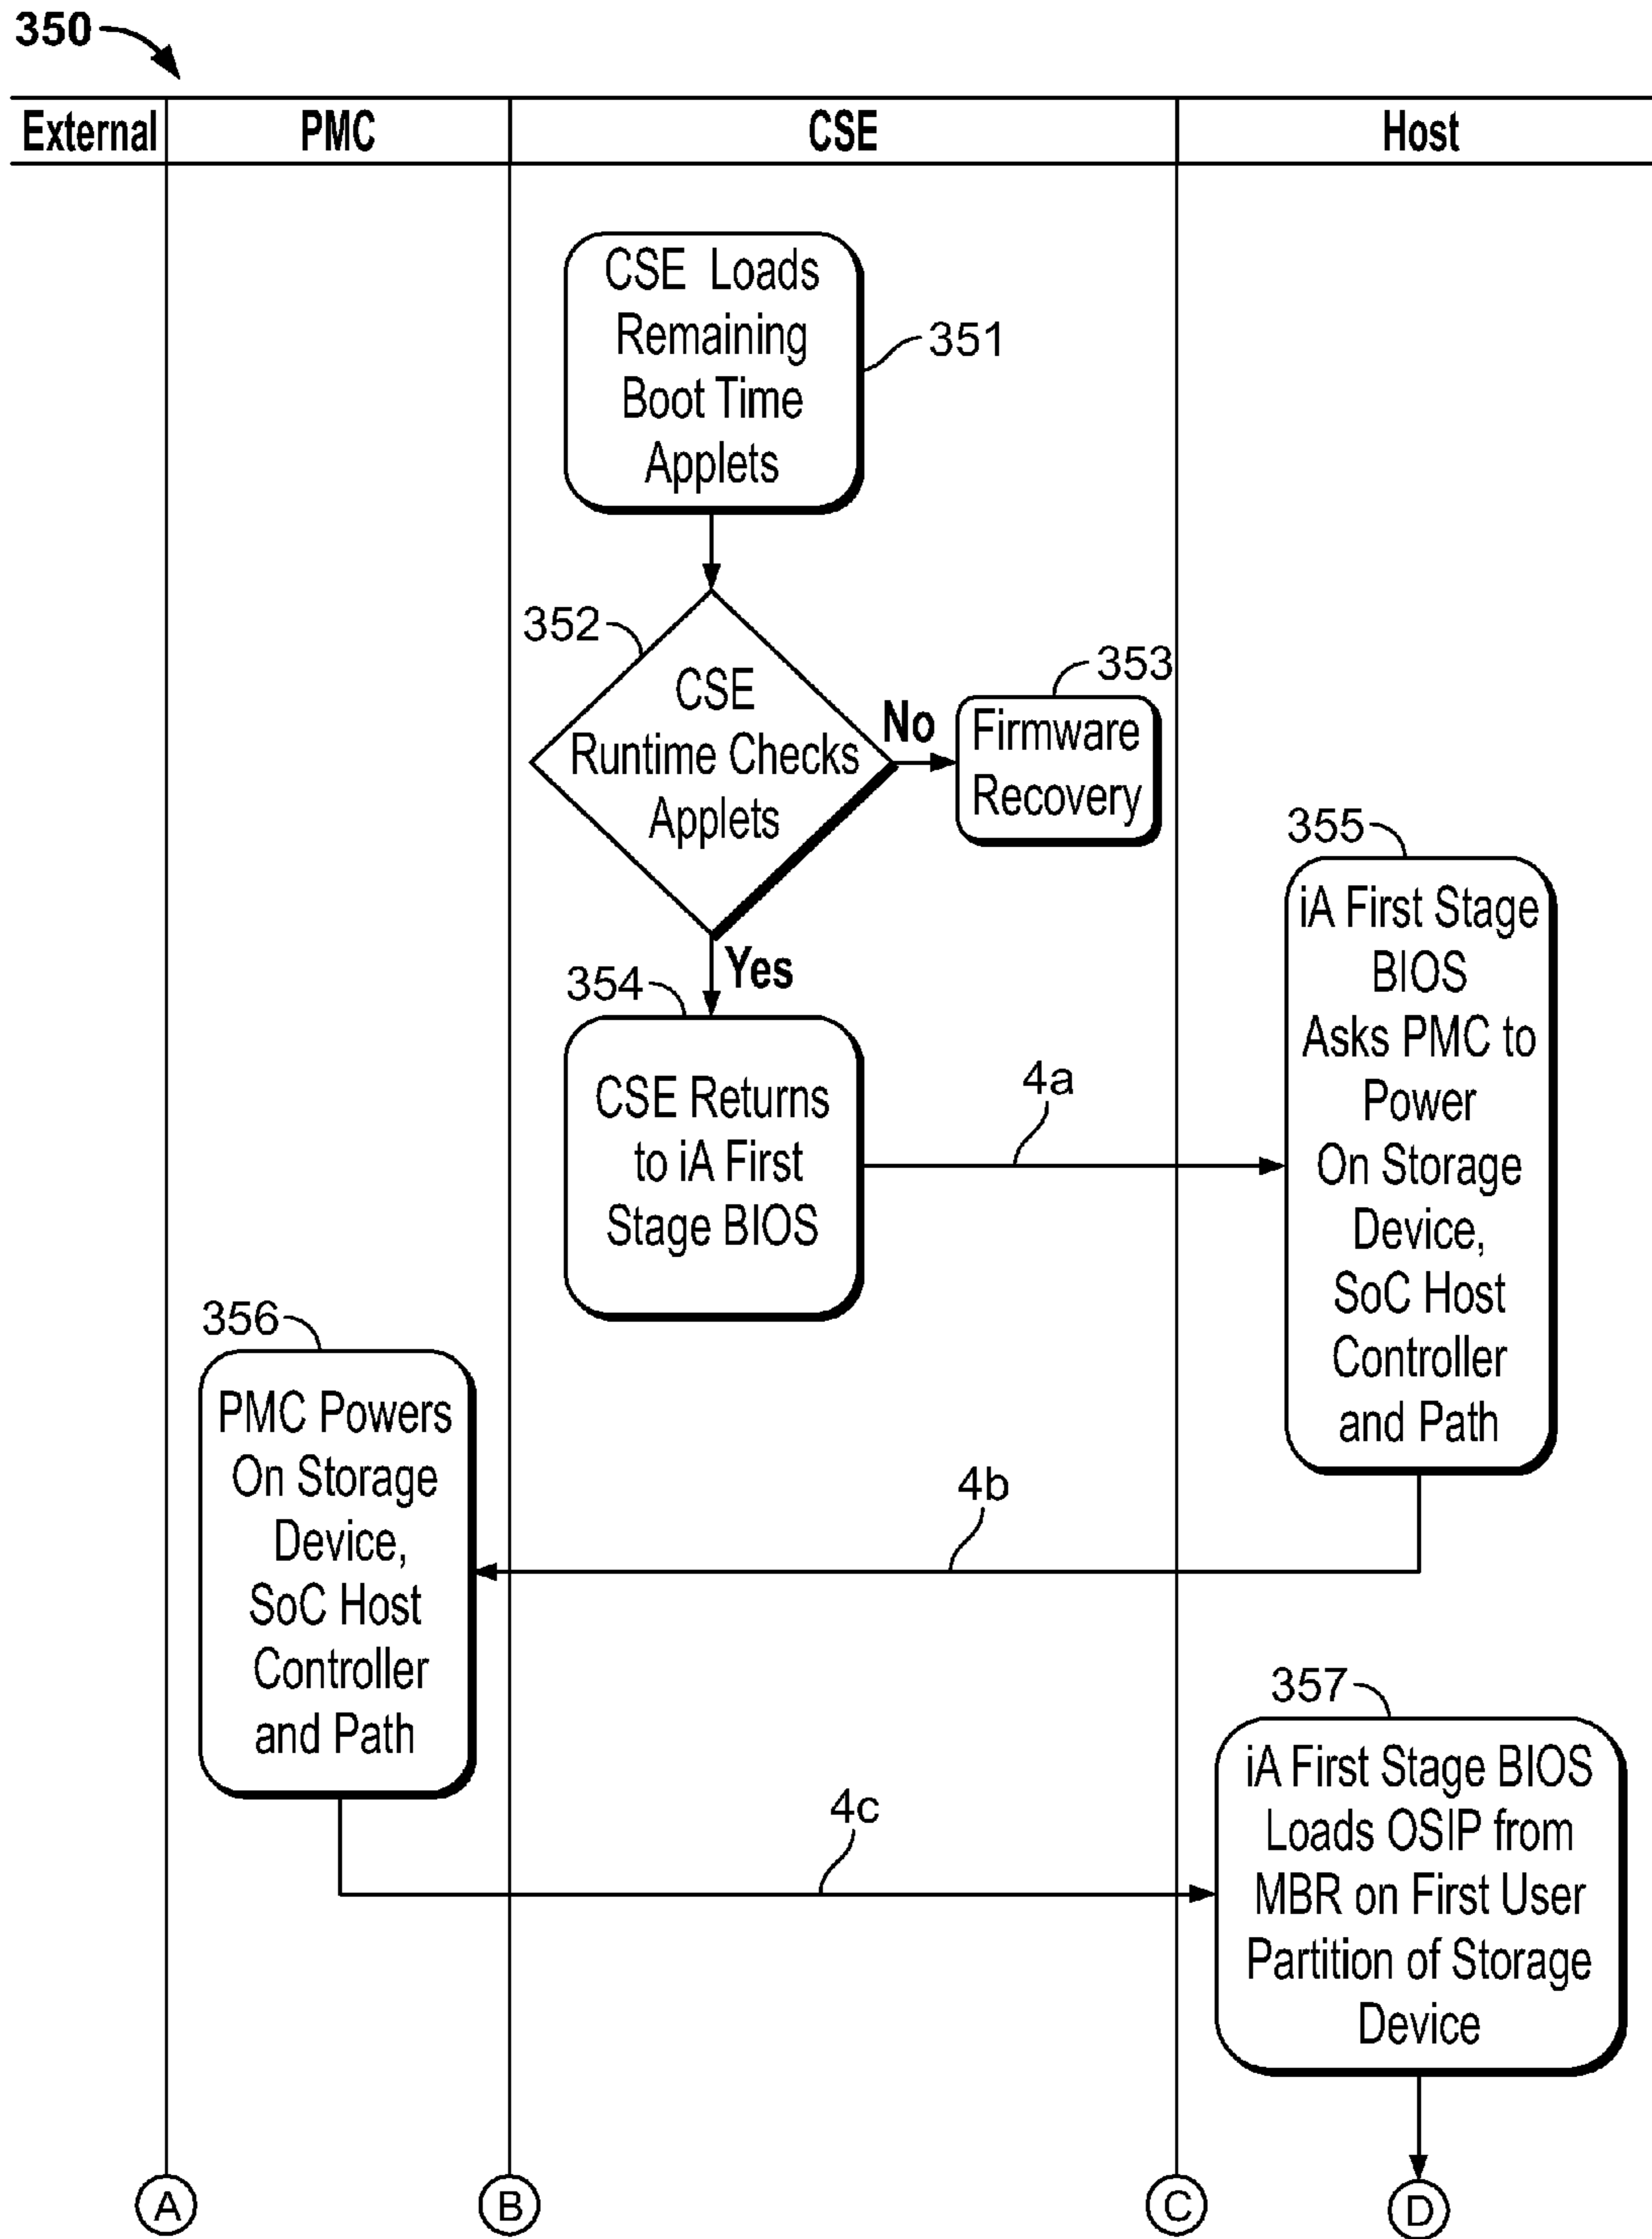 350
External PMC CSE Host
CSE Loads
Remaining
Boot Time
Applets
351
352
CSE
Runtime Checks
Applets
No
353
Firmware
Recovery
Yes
354
CSE Returns
to iA First
Stage BIOS
4a
355
iA First Stage
BIOS
Asks PMC to
Power
On Storage
Device,
SoC Host
Controller
and Path
4b
356
PMC Powers
On Storage
Device,
SoC Host
Controller
and Path
4c
357
iA First Stage BIOS
Loads OSIP from
MBR on First User
Partition of Storage
Device
A B C D